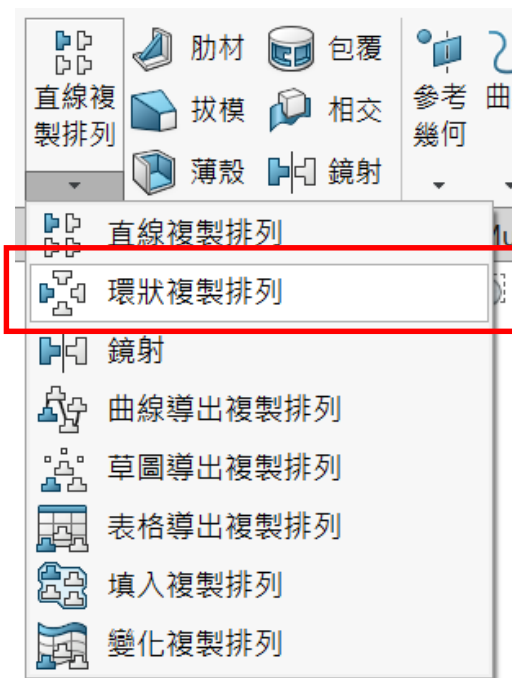 肋材
包覆
直線複
製排列
拔模
相交
參考
幾何
曲
薄殼
鏡射
直線複製排列
環狀複製排列
鏡射
曲線導出複製排列
草圖導出複製排列
表格導出複製排列
填入複製排列
變化複製排列